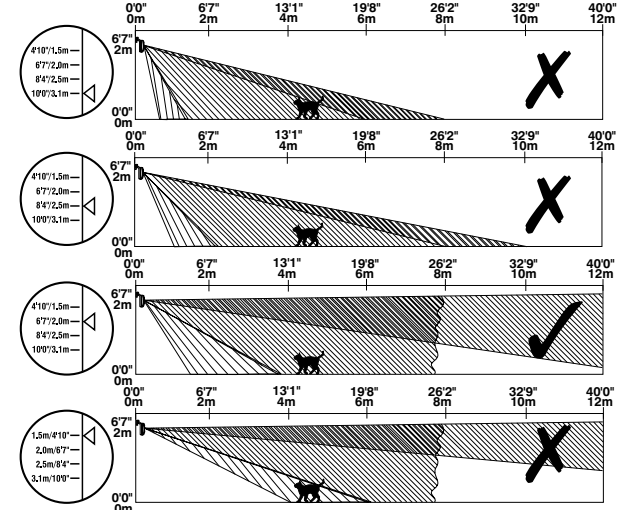 0'0" 6'7" 13'1" 19'8" 26'2" 32'9" 40'0"
0m 2m 4m 6m 8m 10m 12m
6'7"
2m
4'10"/1.5m
6'7"/2.0m
8'4"/2.5m
10'0"/3.1m
0'0"
0m
0'0" 6'7" 13'1" 19'8" 26'2" 32'9" 40'0"
0m 2m 4m 6m 8m 10m 12m
6'7"
2m
4'10"/1.5m
6'7"/2.0m
8'4"/2.5m
10'0"/3.1m
0'0"
0m
0'0" 6'7" 13'1" 19'8" 26'2" 32'9" 40'0"
0m 2m 4m 6m 8m 10m 12m
6'7"
2m
4'10"/1.5m
6'7"/2.0m
8'4"/2.5m
10'0"/3.1m
0'0"
0m
0'0" 6'7" 13'1" 19'8" 26'2" 32'9" 40'0"
0m 2m 4m 6m 8m 10m 12m
6'7"
2m
1.5m/4'10"
2.0m/6'7"
2.5m/8'4"
3.1m/10'0"
0'0"
0m